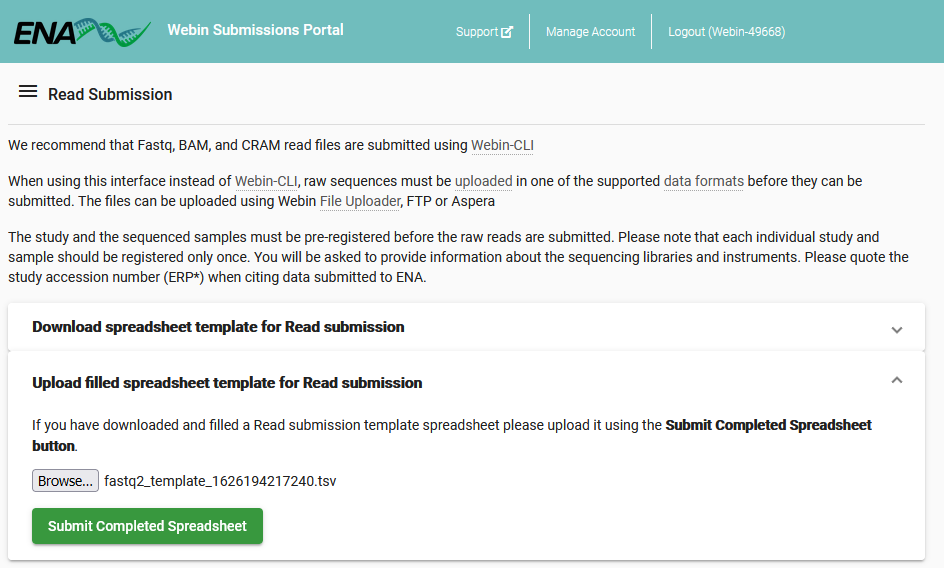 ENA Webin Submissions Portal Support Manage Account Logout (Webin-49668)
Read Submission
We recommend that Fastq, BAM, and CRAM read files are submitted using Webin-CLI
When using this interface instead of Webin-CLI, raw sequences must be uploaded in one of the supported data formats before they can be
submitted. The files can be uploaded using Webin File Uploader, FTP or Aspera
The study and the sequenced samples must be pre-registered before the raw reads are submitted. Please note that each individual study and
sample should be registered only once. You will be asked to provide information about the sequencing libraries and instruments. Please quote the
study accession number (ERP*) when citing data submitted to ENA.
Download spreadsheet template for Read submission
Upload filled spreadsheet template for Read submission
If you have downloaded and filled a Read submission template spreadsheet please upload it using the Submit Completed Spreadsheet
button.
Browse... fastq2_template_1626194217240.tsv
Submit Completed Spreadsheet